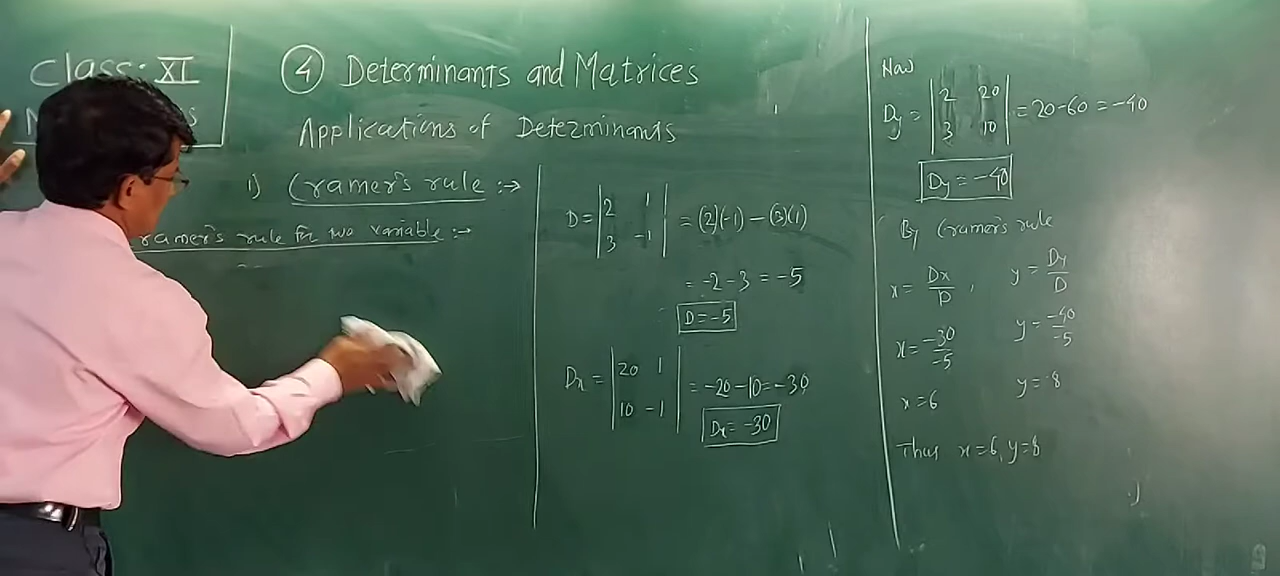 Class:- XI
④ Determinants and Matrices
Applications of Determinants
1) Cramer's rule :→
ramer's rule for two variable :→
D = | 2 1 | = (2)(-1) - (3)(1)
| 3 -1 |
= -2 - 3 = -5
D = -5
Dx = | 20 1 | = -20 - 10 = -30
| 10 -1 |
Dx = -30
Now
Dy = | 2 20 | = 20 - 60 = -40
| 3 10 |
Dy = -40
By Cramer's rule
x = Dx/D , y = Dy/D
x = -30/-5 y = -40/-5
x = 6 y = 8
Thus x = 6, y = 8